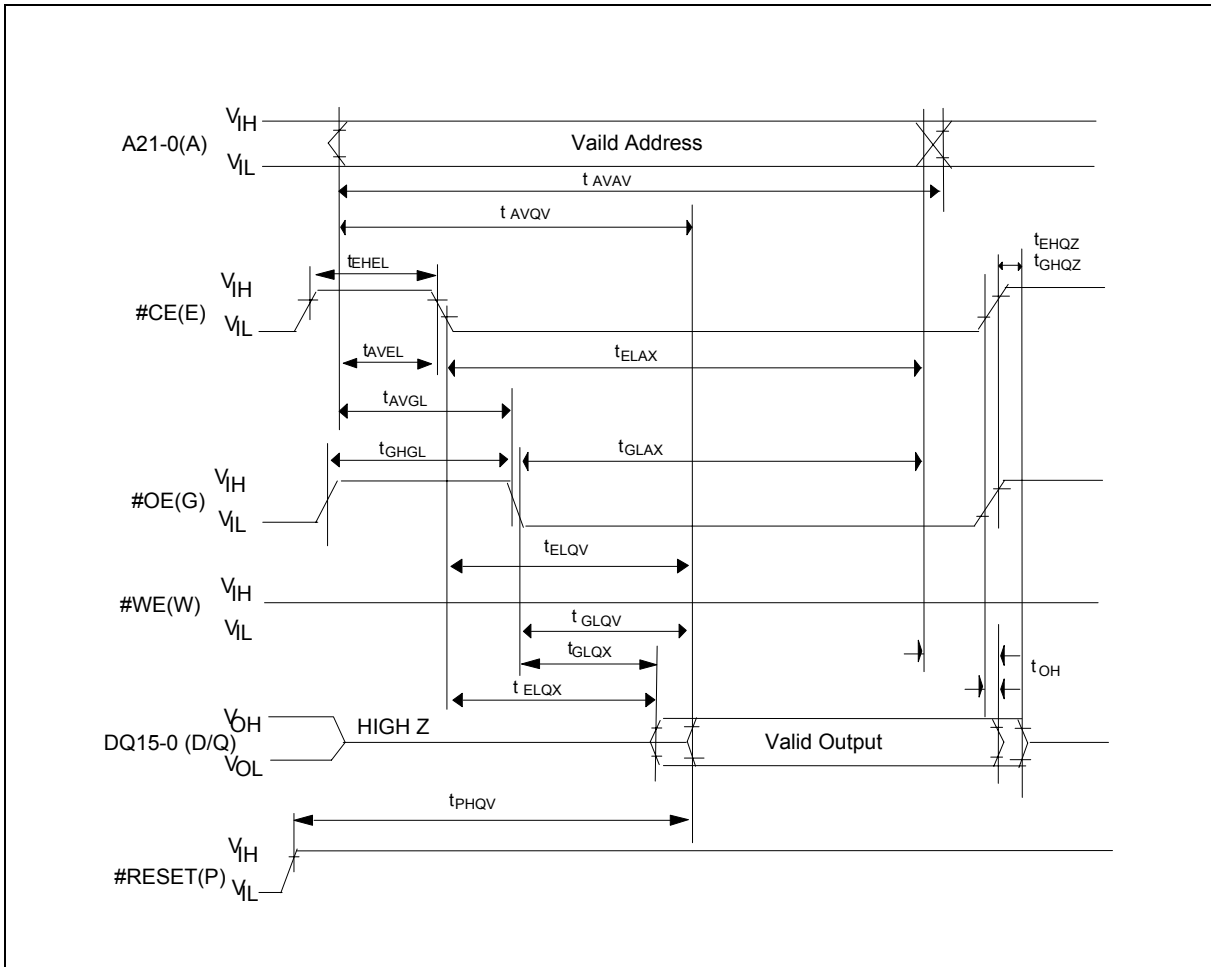 VIH
A21-0(A)
Vaild Address
VIL
t AVAV
t AVQV
tEHQZ
tEHEL
tGHQZ
VIH
#CE(E)
VIL
tAVEL
tELAX
tAVGL
tGHGL
tGLAX
VIH
#OE(G)
VIL
tELQV
VIH
#WE(W)
VIL
t GLQV
tGLQX
t OH
t ELQX
VOH
HIGH Z
DQ15-0 (D/Q)
Valid Output
VOL
tPHQV
VIH
#RESET(P)
VIL